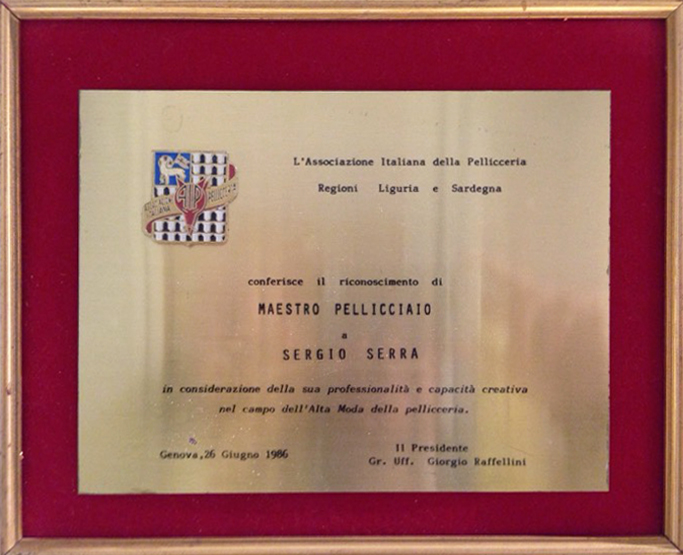 L'Associazione Italiana della Pellicceria
Regioni Liguria e Sardegna
AIP
conferisce il riconoscimento di
MAESTRO PELLICCIAIO
a
SERGIO SERRA
in considerazione della sua professionalità e capacità creativa
nel campo dell'Alta Moda della pellicceria.
Genova,26 Giugno 1986
Il Presidente
Gr. Uff. Giorgio Raffellini